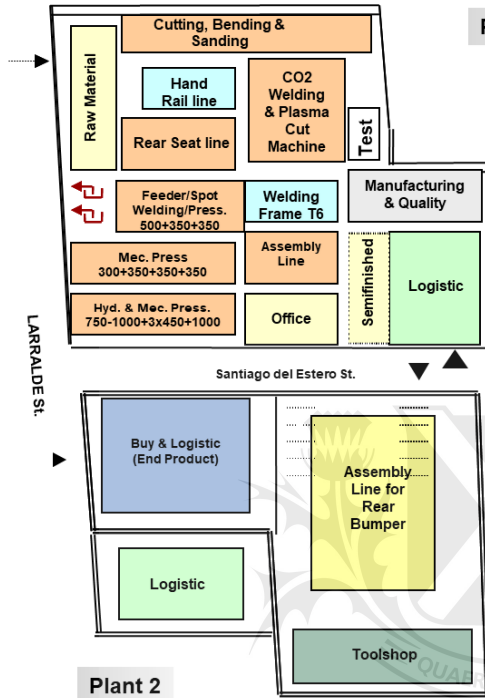 Cutting, Bending &
Sanding
P
Raw Material
Hand
Rail line
CO2
Welding
& Plasma
Cut
Machine
Rear Seat line
Test
Feeder/Spot
Welding/Press.
500+350+350
Welding
Frame T6
Manufacturing
& Quality
Mec. Press
300+350+350+350
Assembly
Line
Semifinished
Logistic
Hyd. & Mec. Press.
750-1000+3x450+1000
Office
LARRALDE St.
Santiago del Estero St.
Buy & Logistic
(End Product)
Assembly
Line for
Rear
Bumper
Logistic
Toolshop
Plant 2
QUAER